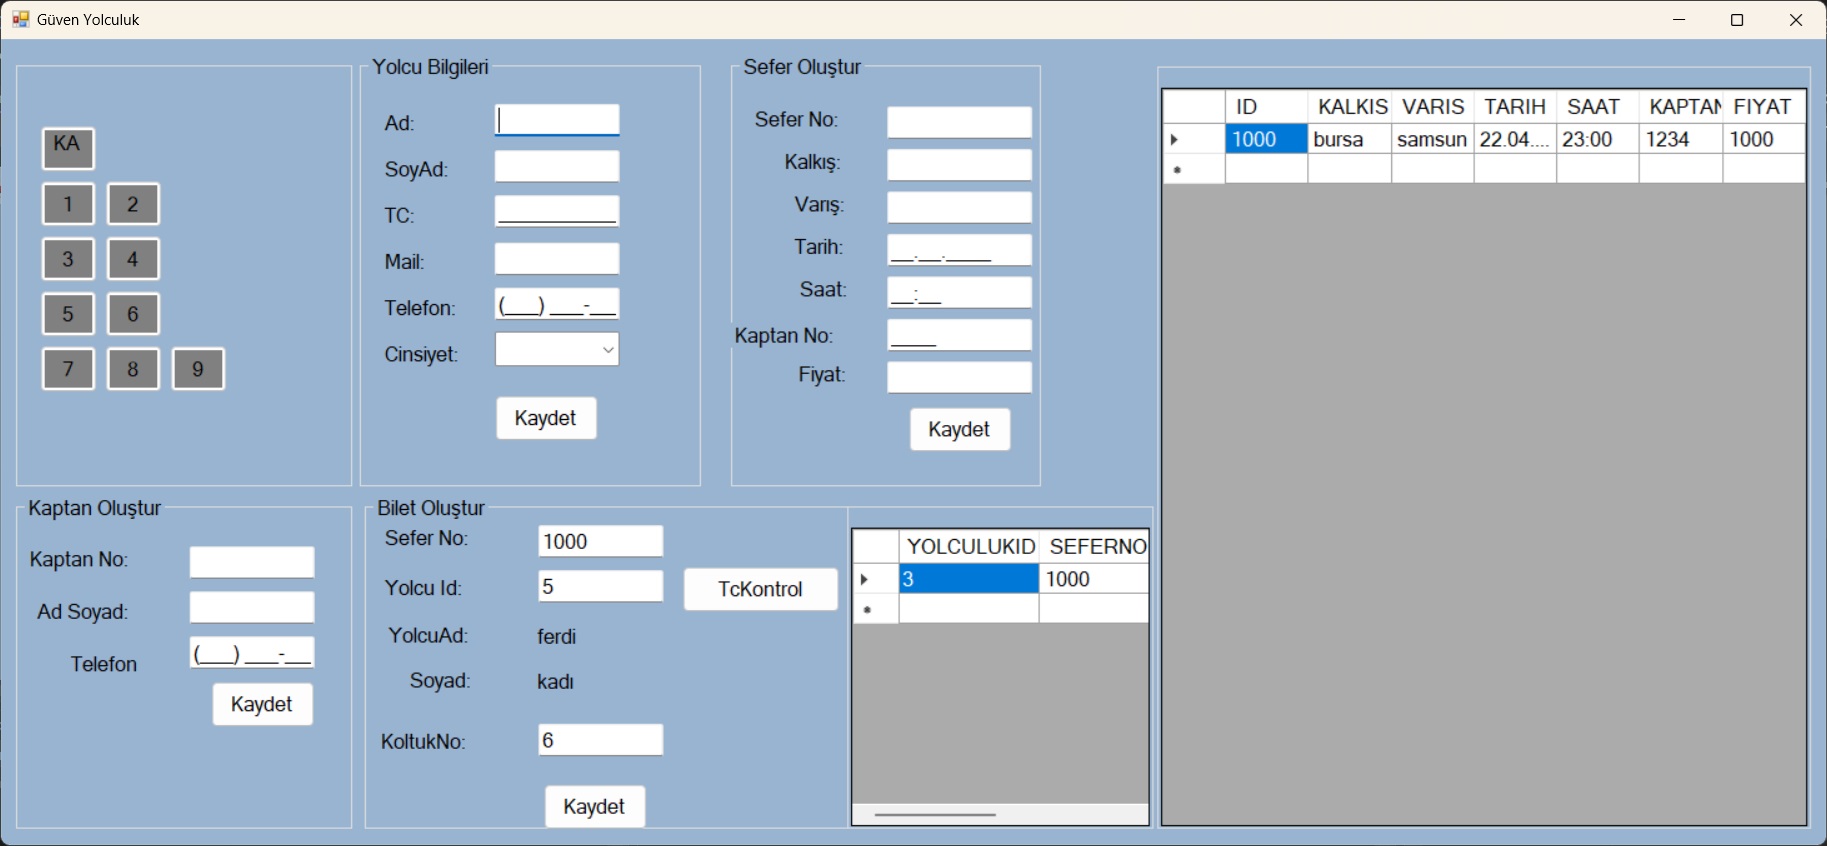 Güven Yolculuk
KA
1 2
3 4
5 6
7 8 9
Yolcu Bilgileri
Ad:
SoyAd:
TC: ___________
Mail:
Telefon: (___) ___-__
Cinsiyet:
Kaydet
Sefer Oluştur
Sefer No:
Kalkış:
Varış:
Tarih: __.__.____
Saat: __:__
Kaptan No: ____
Fiyat:
Kaydet
ID KALKIS VARIS TARIH SAAT KAPTAN FIYAT
1000 bursa samsun 22.04.... 23:00 1234 1000
Kaptan Oluştur
Kaptan No:
Ad Soyad:
Telefon (___) ___-__
Kaydet
Bilet Oluştur
Sefer No: 1000
Yolcu Id: 5 TcKontrol
YolcuAd: ferdi
Soyad: kadı
KoltukNo: 6
Kaydet
YOLCULUKID SEFERNO
3 1000